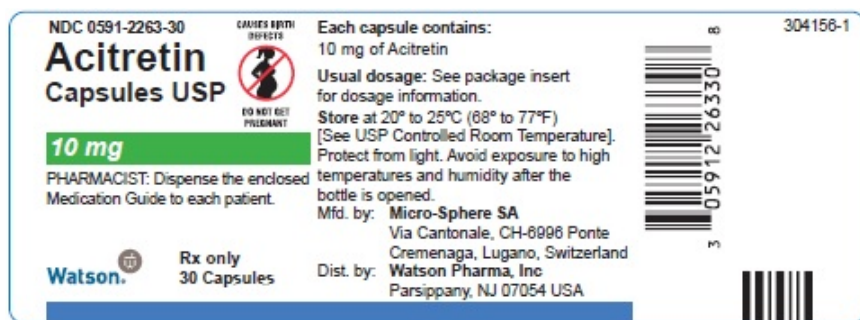 NDC 0591-2263-30
Acitretin
Capsules USP
CAUSES BIRTH
DEFECTS
DO NOT GET
PREGNANT
10 mg
PHARMACIST: Dispense the enclosed
Medication Guide to each patient.
Watson.
Rx only
30 Capsules
Each capsule contains:
10 mg of Acitretin
Usual dosage: See package insert
for dosage information.
Store at 20º to 25ºC (68º to 77ºF)
[See USP Controlled Room Temperature].
Protect from light. Avoid exposure to high
temperatures and humidity after the
bottle is opened.
Mfd. by: Micro-Sphere SA
Via Cantonale, CH-6996 Ponte
Cremenaga, Lugano, Switzerland
Dist. by: Watson Pharma, Inc
Parsippany, NJ 07054 USA
3 05912 26330 8
304156-1